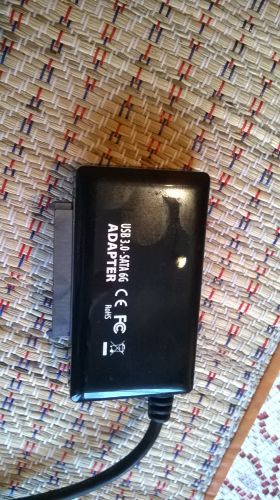 USB 3.0-SATA 6G
ADAPTER
CE FC
RoHS